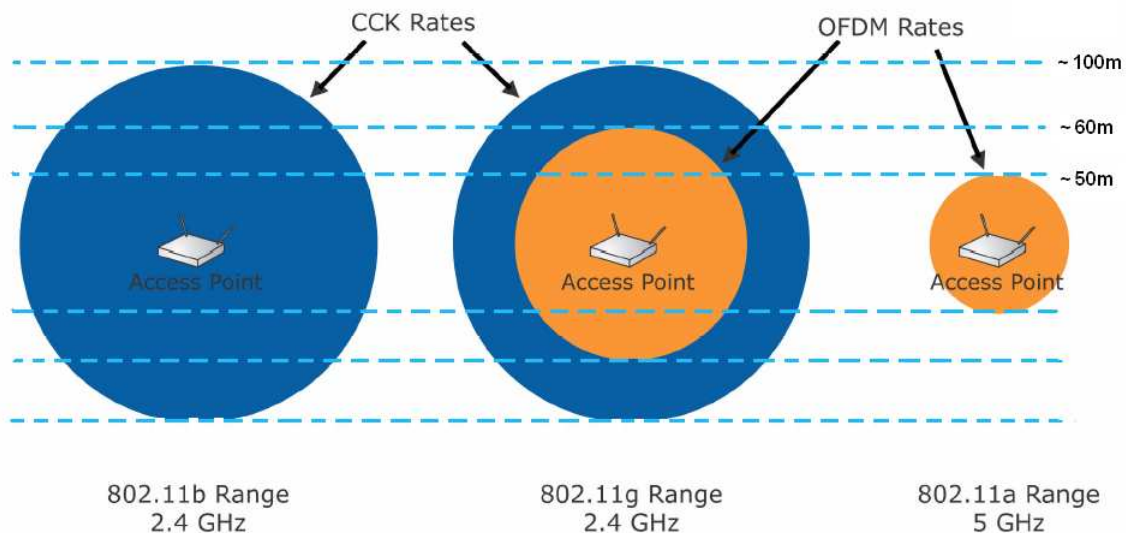 CCK Rates
OFDM Rates
~ 100m
~60m
~50m
Access Point
Access Point
Access Point
802.11b Range
2.4 GHz
802.11g Range
2.4 GHz
802.11a Range
5 GHz